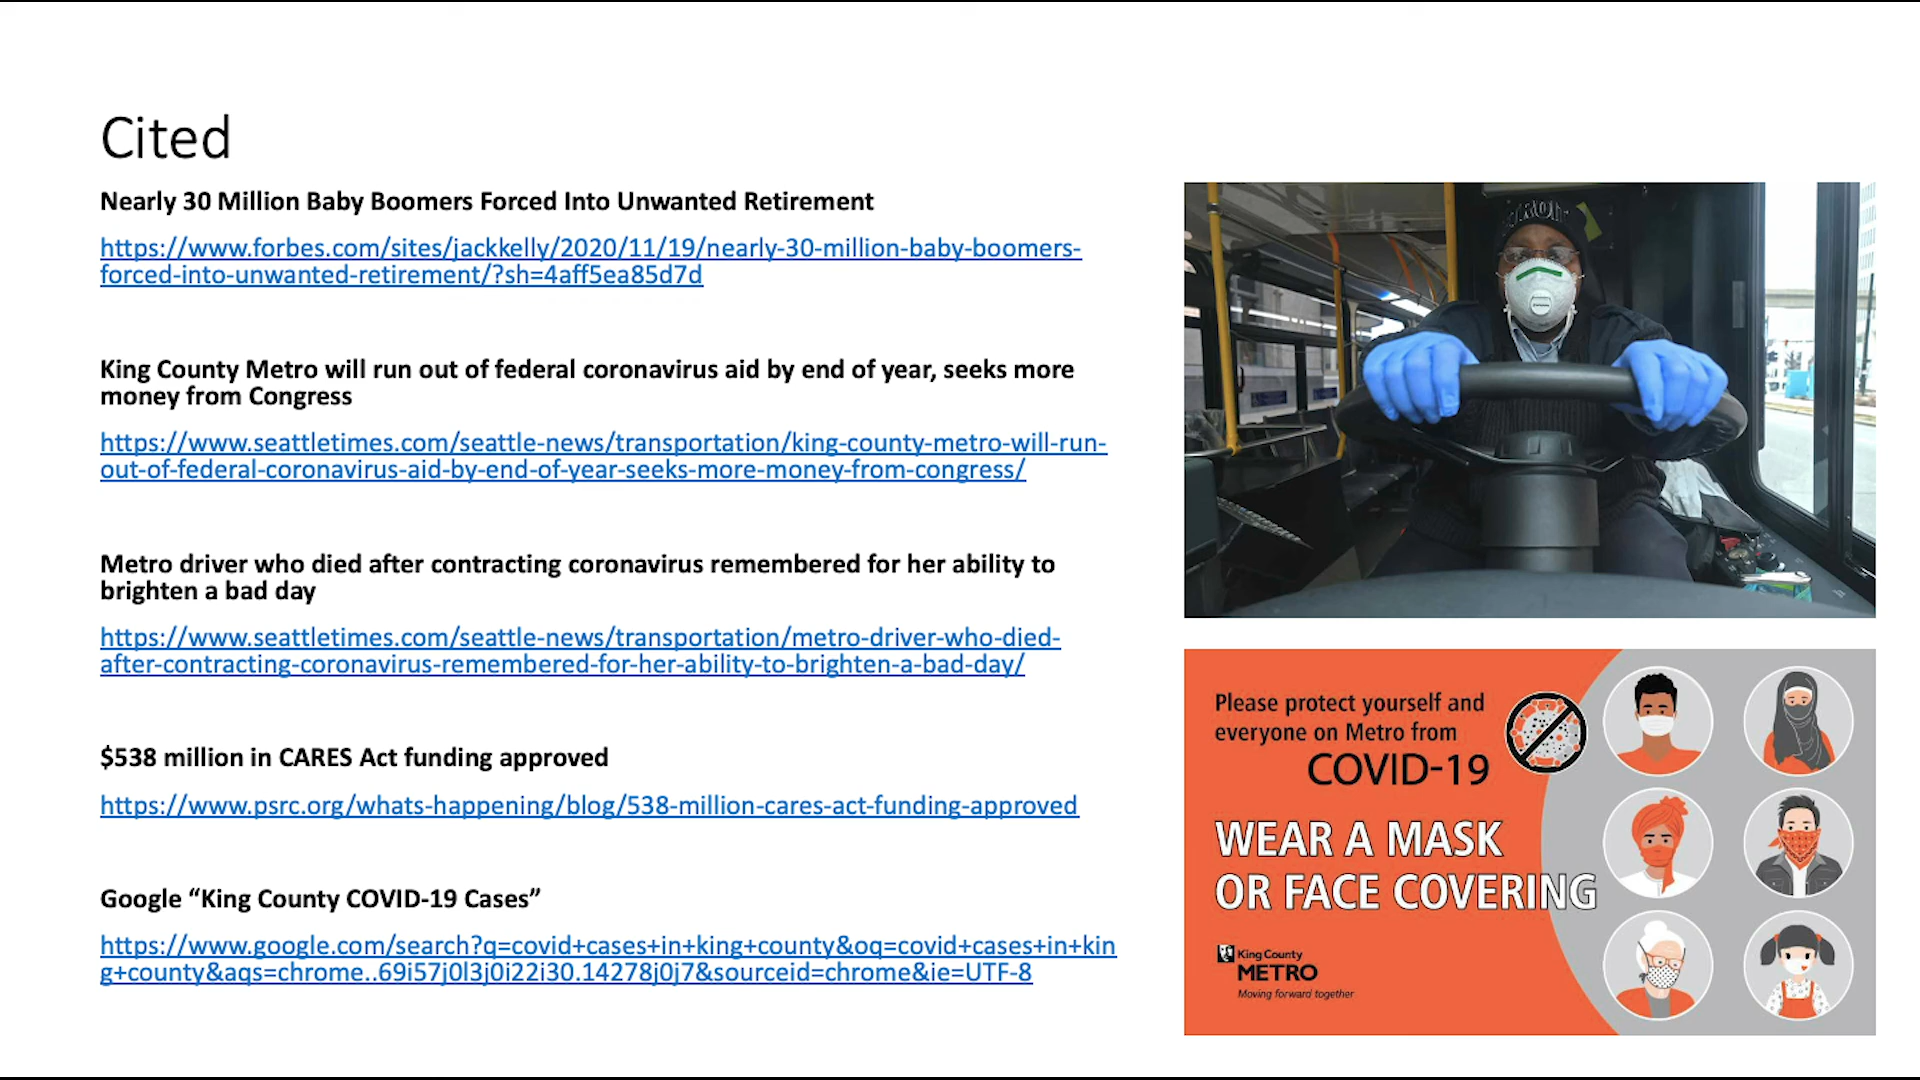 Cited
Nearly 30 Million Baby Boomers Forced Into Unwanted Retirement
https://www.forbes.com/sites/jackkelly/2020/11/19/nearly-30-million-baby-boomers-
forced-into-unwanted-retirement/?sh=4aff5ea85d7d
King County Metro will run out of federal coronavirus aid by end of year, seeks more
money from Congress
https://www.seattletimes.com/seattle-news/transportation/king-county-metro-will-run-
out-of-federal-coronavirus-aid-by-end-of-year-seeks-more-money-from-congress/
Metro driver who died after contracting coronavirus remembered for her ability to
brighten a bad day
https://www.seattletimes.com/seattle-news/transportation/metro-driver-who-died-
after-contracting-coronavirus-remembered-for-her-ability-to-brighten-a-bad-day/
$538 million in CARES Act funding approved
https://www.psrc.org/whats-happening/blog/538-million-cares-act-funding-approved
Google “King County COVID-19 Cases”
https://www.google.com/search?q=covid+cases+in+king+county&oq=covid+cases+in+kin
g+county&aqs=chrome..69i57j0l3j0i22i30.14278j0j7&sourceid=chrome&ie=UTF-8
Please protect yourself and
everyone on Metro from
COVID-19
WEAR A MASK
OR FACE COVERING
King County
METRO
Moving forward together